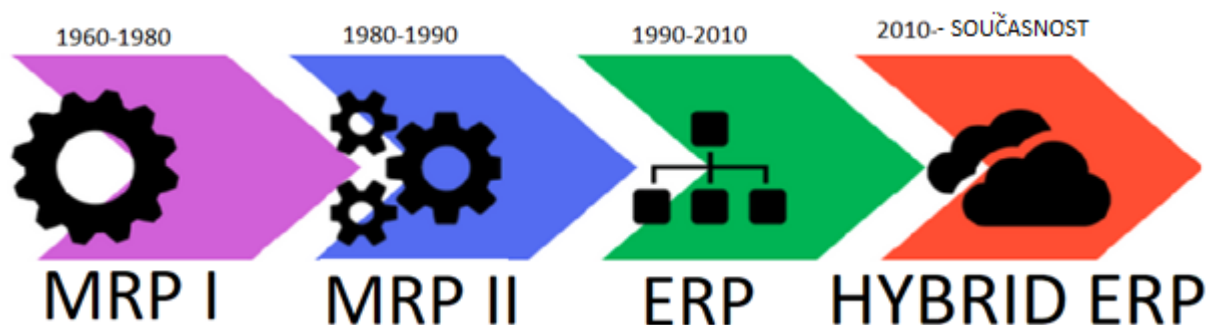 1960-1980
1980-1990
1990-2010
2010-- SOUČASNOST
MRP I
MRP II
ERP
HYBRID ERP